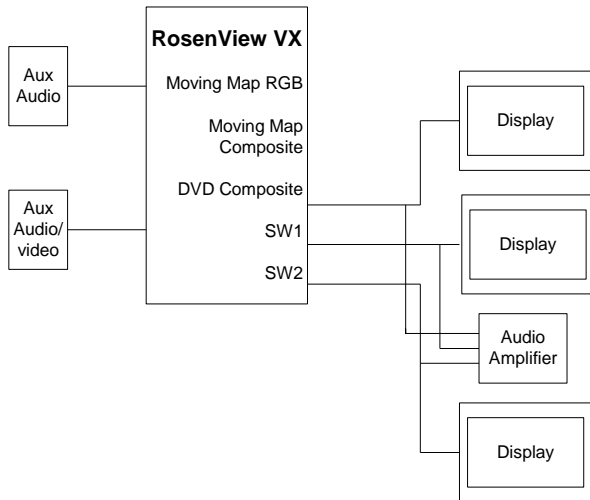 RosenView VX
Aux
Audio
Moving Map RGB
Moving Map
Composite
DVD Composite
Aux
Audio/
video
SW1
SW2
Display
Display
Audio
Amplifier
Display